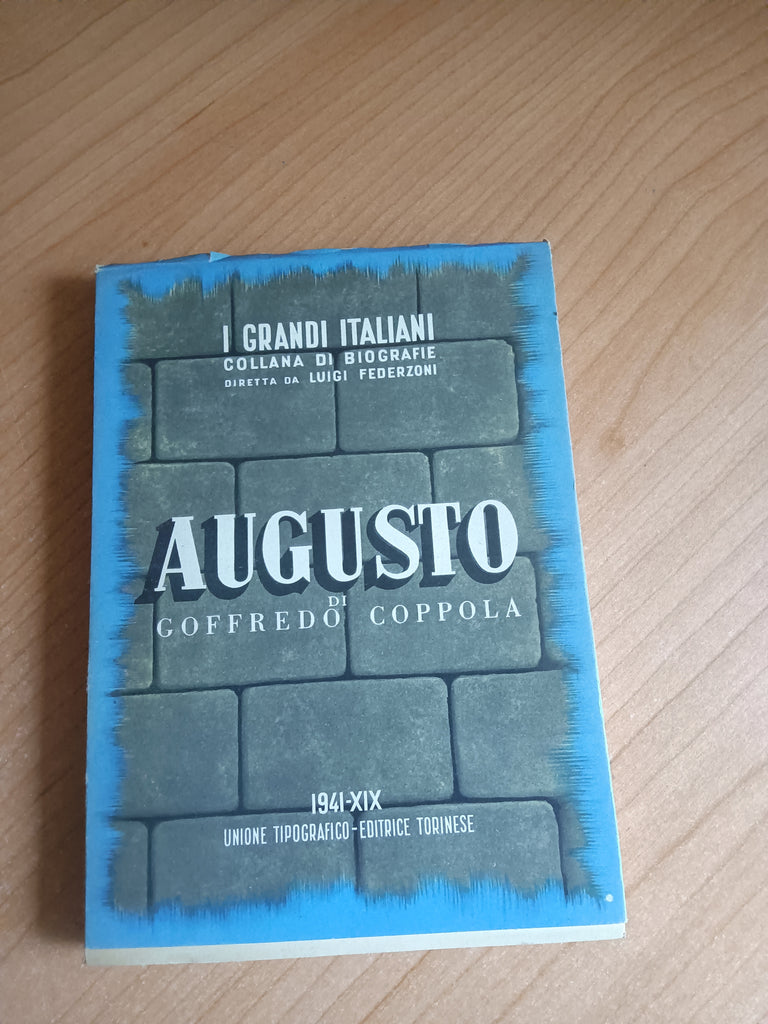 I GRANDI ITALIANI
COLLANA DI BIOGRAFIE
DIRETTA DA LUIGI FEDERZONI
AUGUSTO
DI
GOFFREDO COPPOLA
1941-XIX
UNIONE TIPOGRAFICO-EDITRICE TORINESE